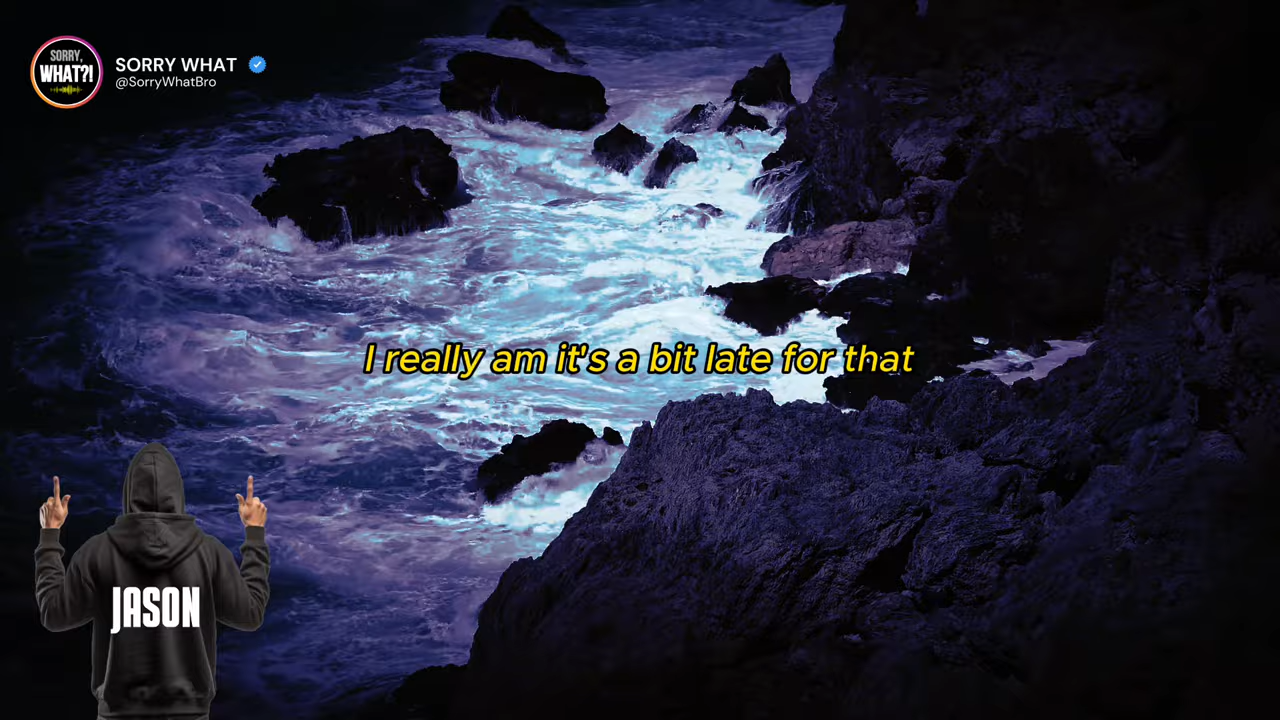 SORRY,
WHAT?!
SORRY WHAT
@SorryWhatBro
I really am it's a bit late for that
JASON